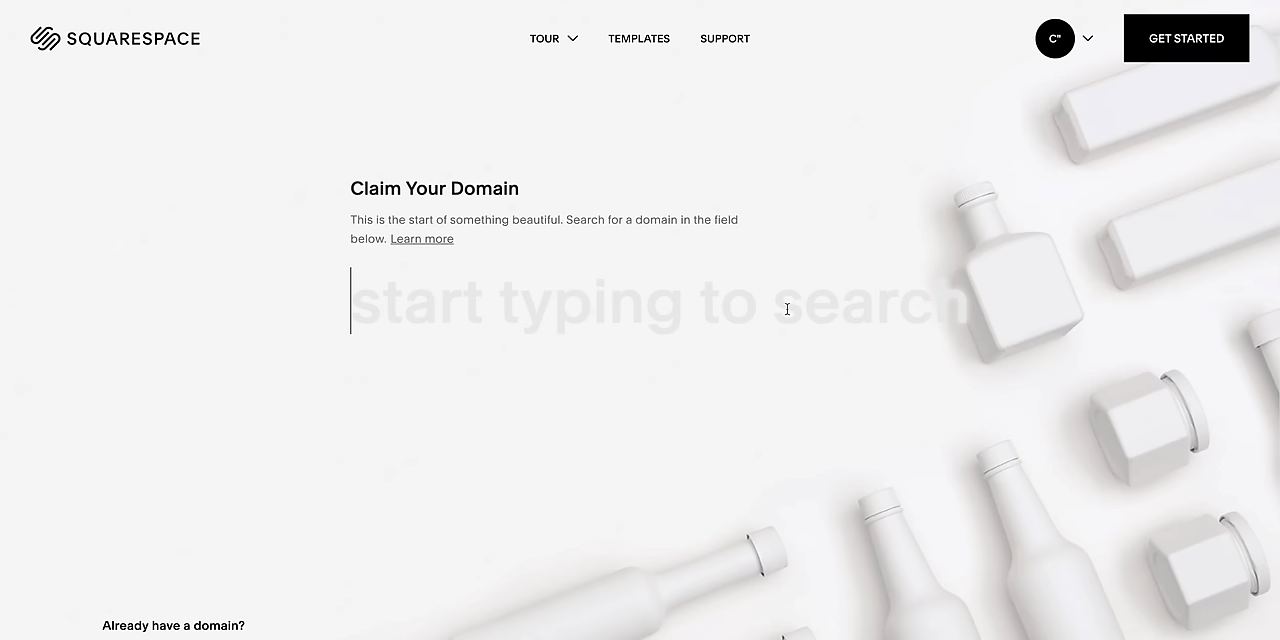 SQUARESPACE
TOUR
TEMPLATES
SUPPORT
C"
GET STARTED
Claim Your Domain
This is the start of something beautiful. Search for a domain in the field
below. Learn more
start typing to search
Already have a domain?